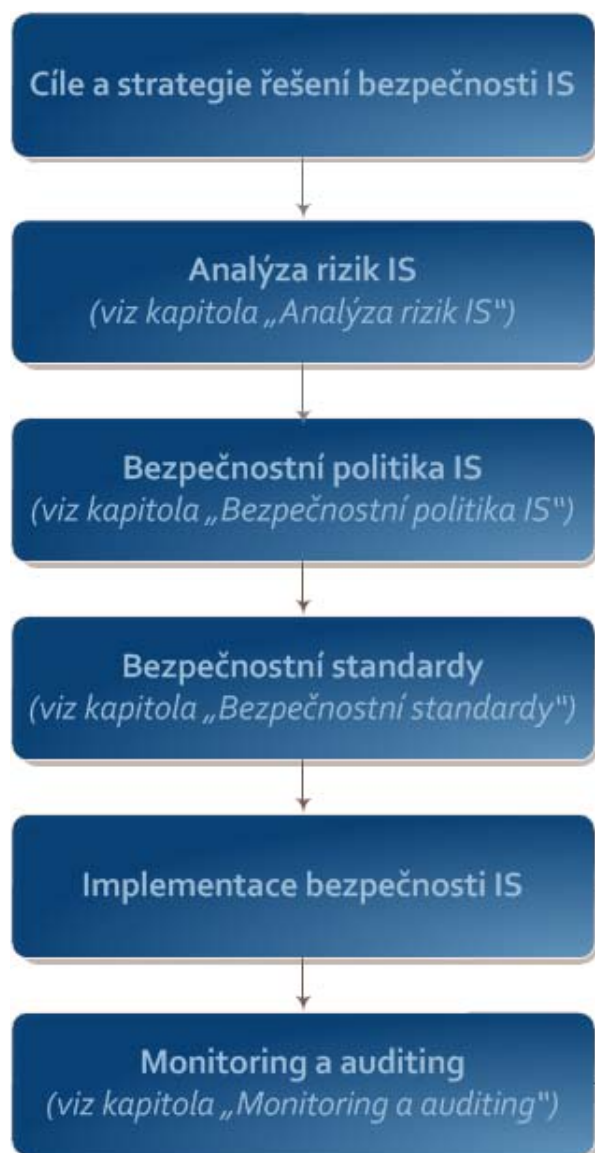 Cíle a strategie řešení bezpečnosti IS
Analýza rizik IS
(viz kapitola „Analýza rizik IS")
Bezpečnostní politika IS
(viz kapitola „Bezpečnostní politika IS")
Bezpečnostní standardy
(viz kapitola „Bezpečnostní standardy")
Implementace bezpečnosti IS
Monitoring a auditing
(viz kapitola „Monitoring a auditing")